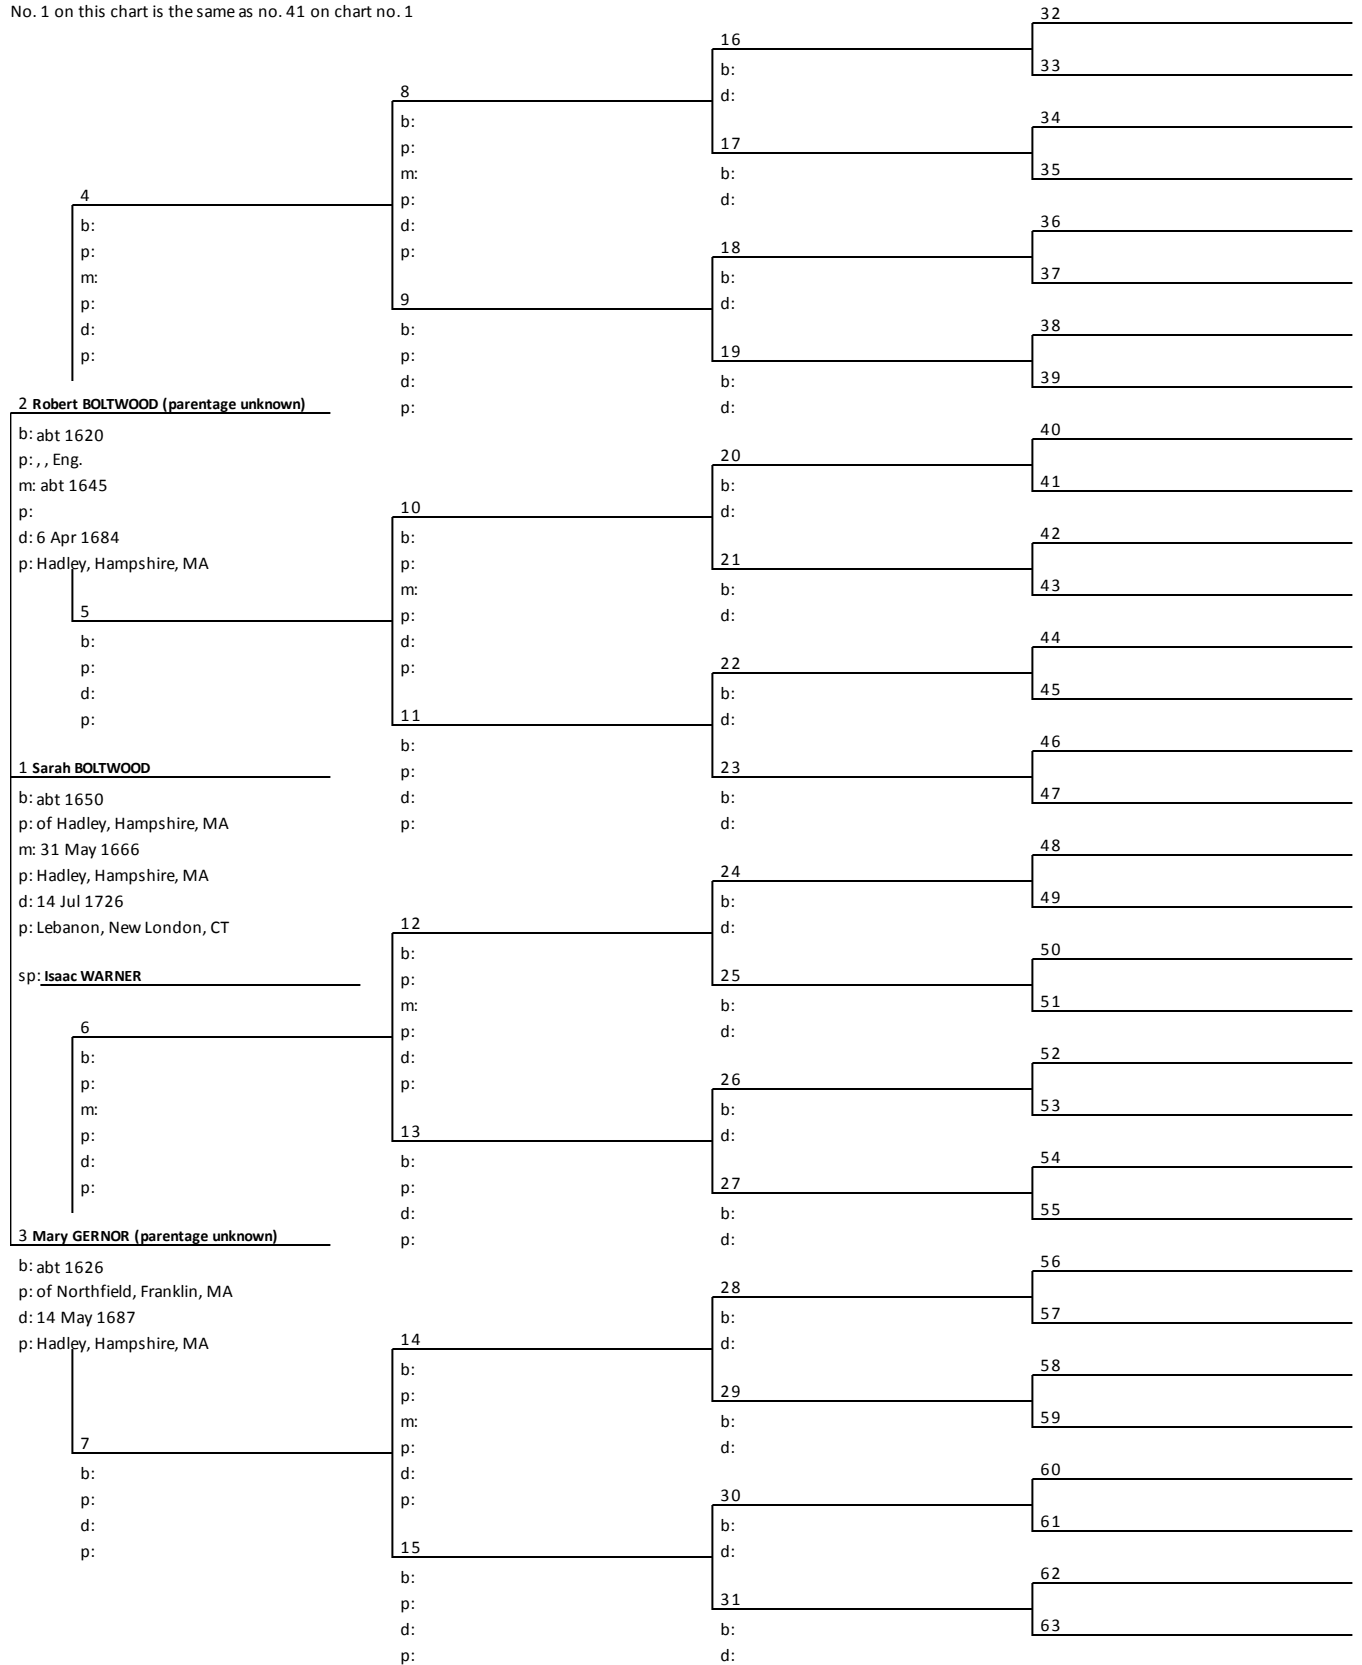 No. 1 on this chart is the same as no. 41 on chart no. 1
4
b:
p:
m:
p:
d:
p:
2 Robert BOLTWOOD (parentage unknown)
b: abt 1620
p: , , Eng.
m: abt 1645
p:
d: 6 Apr 1684
p: Hadley, Hampshire, MA
5
b:
p:
d:
p:
1 Sarah BOLTWOOD
b: abt 1650
p: of Hadley, Hampshire, MA
m: 31 May 1666
p: Hadley, Hampshire, MA
d: 14 Jul 1726
p: Lebanon, New London, CT
sp: Isaac WARNER
6
b:
p:
m:
p:
d:
p:
3 Mary GERNOR (parentage unknown)
b: abt 1626
p: of Northfield, Franklin, MA
d: 14 May 1687
p: Hadley, Hampshire, MA
7
b:
p:
d:
p:
8
b:
p:
m:
p:
d:
p:
9
b:
p:
d:
p:
10
b:
p:
m:
p:
d:
p:
11
b:
p:
d:
p:
12
b:
p:
m:
p:
d:
p:
13
b:
p:
d:
p:
14
b:
p:
m:
p:
d:
p:
15
b:
p:
d:
p:
16
b:
d:
17
b:
d:
18
b:
d:
19
b:
d:
20
b:
d:
21
b:
d:
22
b:
d:
23
b:
d:
24
b:
d:
25
b:
d:
26
b:
d:
27
b:
d:
28
b:
d:
29
b:
d:
30
b:
d:
31
b:
d:
32
33
34
35
36
37
38
39
40
41
42
43
44
45
46
47
48
49
50
51
52
53
54
55
56
57
58
59
60
61
62
63